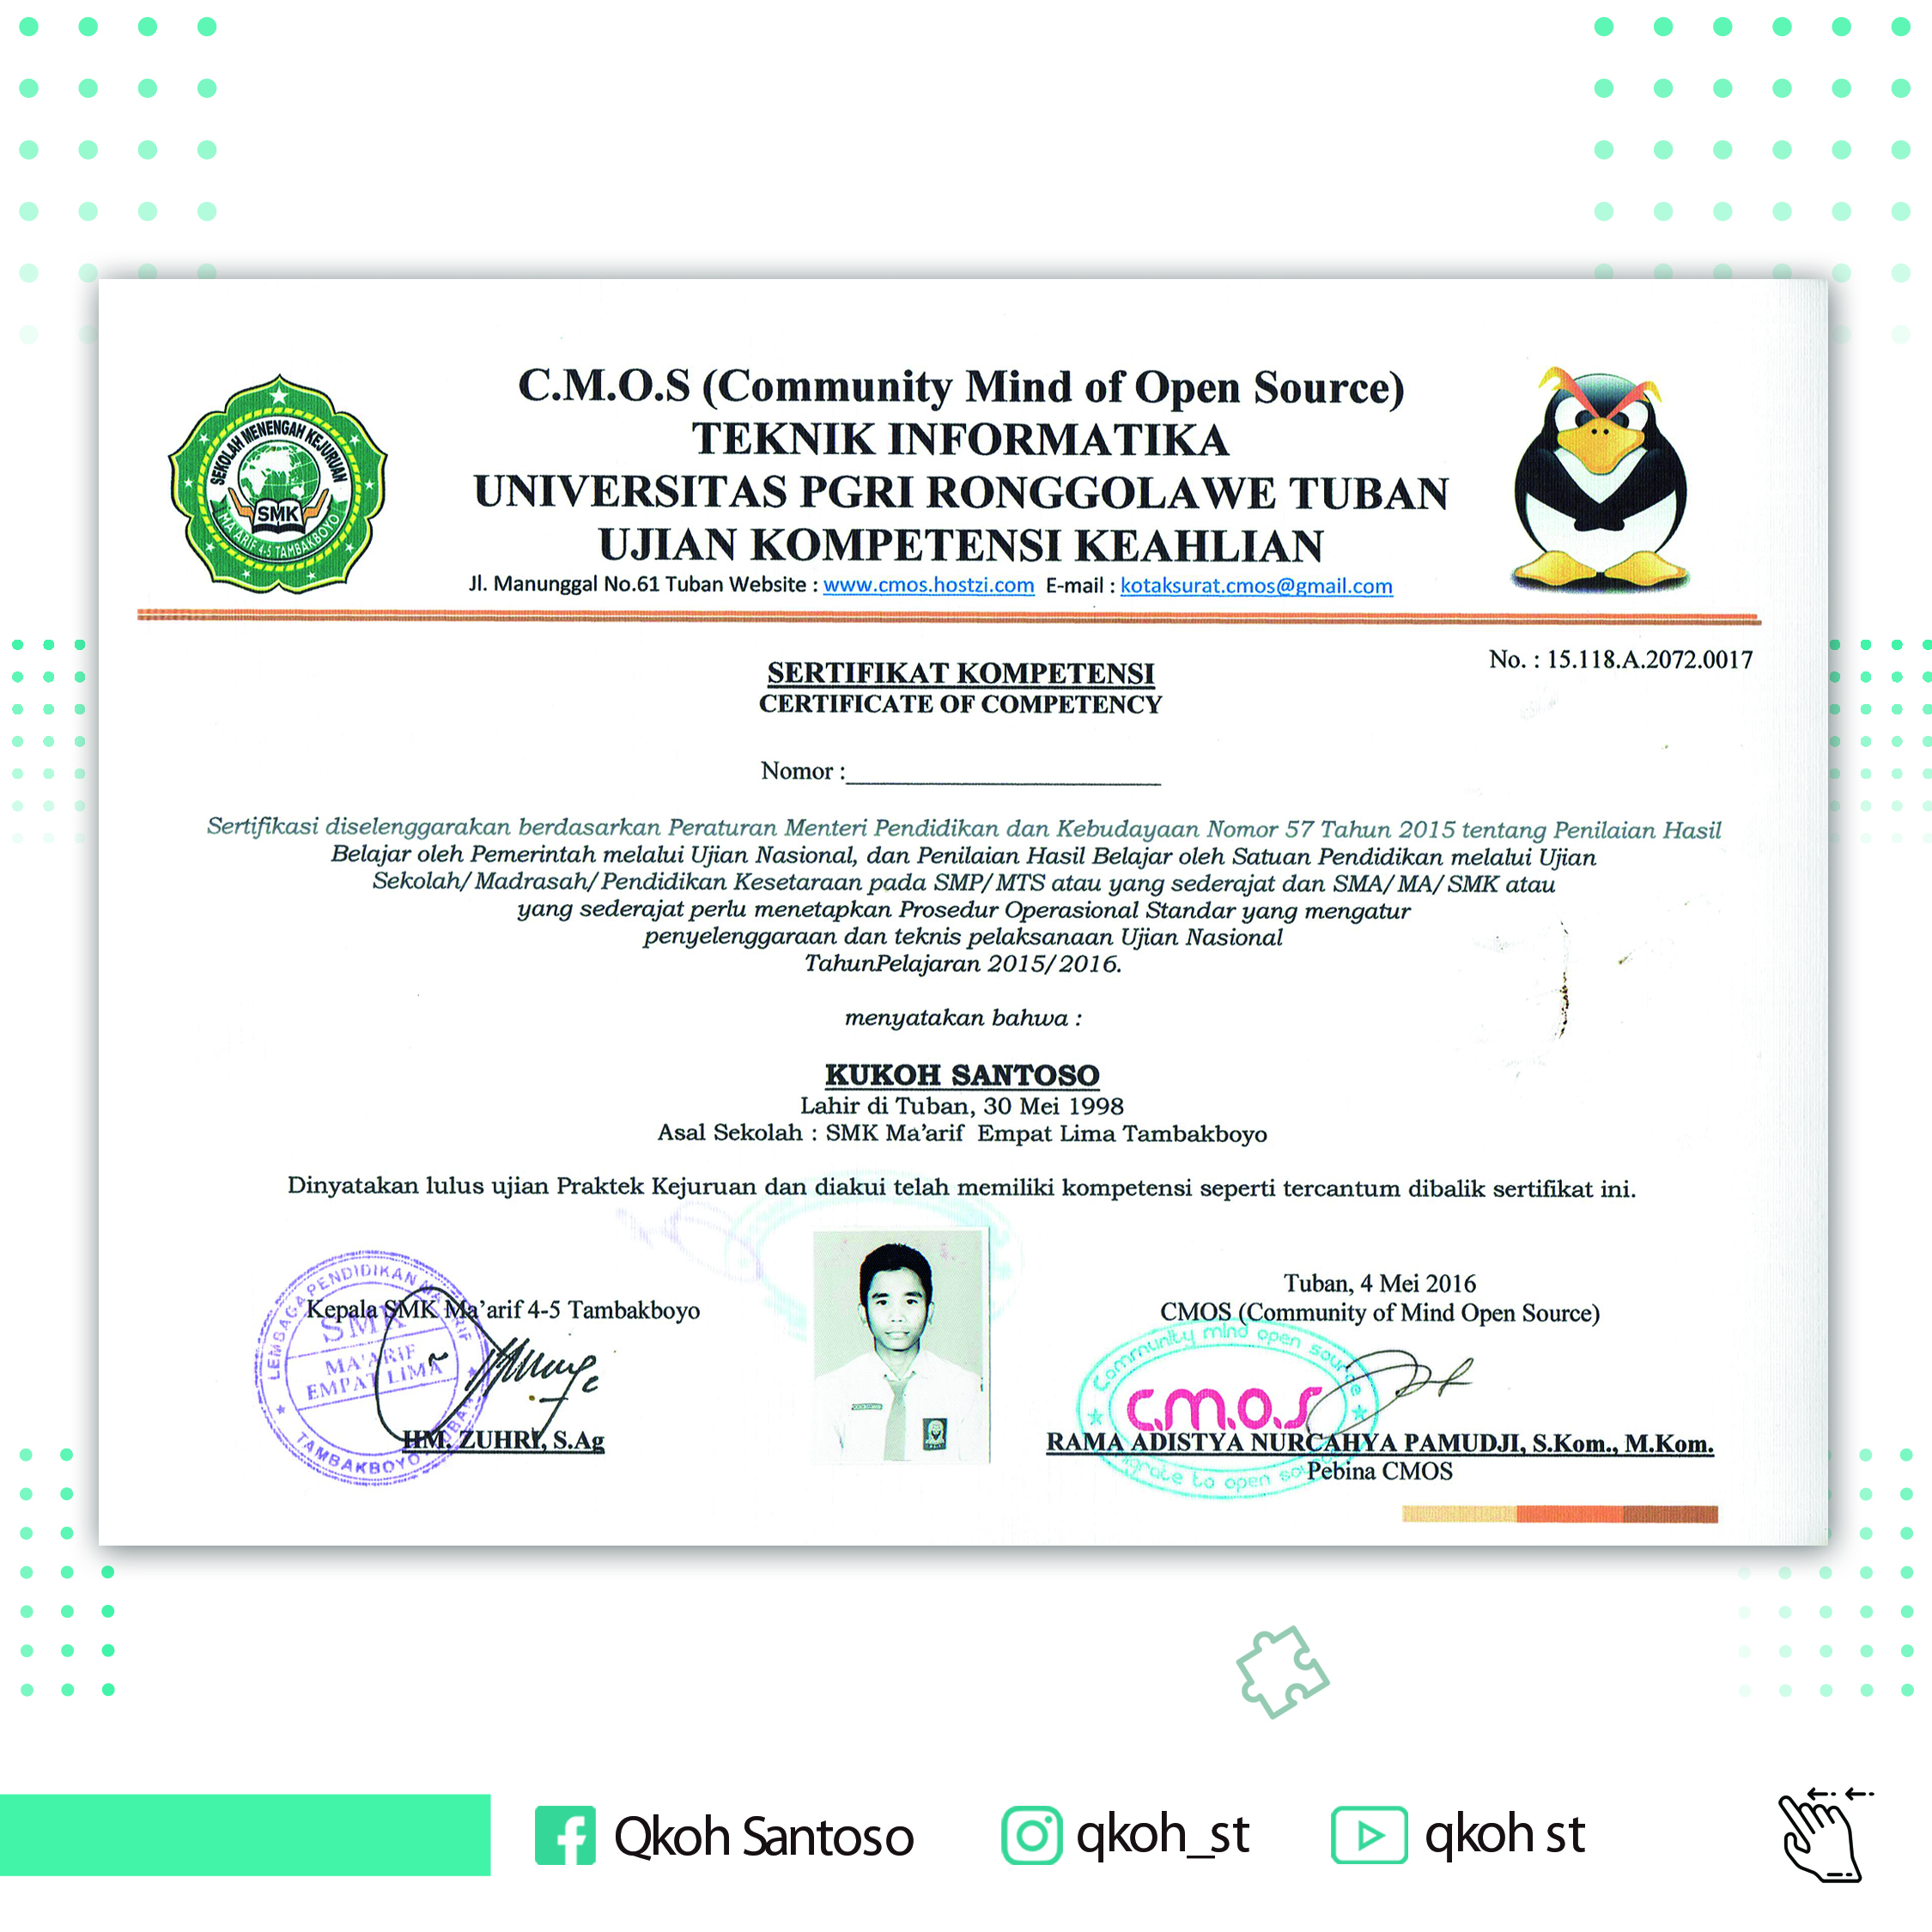 C.M.O.S (Community Mind of Open Source)
TEKNIK INFORMATIKA
UNIVERSITAS PGRI RONGGOLAWE TUBAN
UJIAN KOMPETENSI KEAHLIAN
Jl. Manunggal No.61 Tuban Website : www.cmos.hostzi.com E-mail : kotaksurat.cmos@gmail.com
SEKOLAH MENENGAH KEJURUAN
SMK
MA'ARIF 4-5 TAMBAKBOYO
No. : 15.118.A.2072.0017
SERTIFIKAT KOMPETENSI
CERTIFICATE OF COMPETENCY
Nomor :
Sertifikasi diselenggarakan berdasarkan Peraturan Menteri Pendidikan dan Kebudayaan Nomor 57 Tahun 2015 tentang Penilaian Hasil
Belajar oleh Pemerintah melalui Ujian Nasional, dan Penilaian Hasil Belajar oleh Satuan Pendidikan melalui Ujian
Sekolah/Madrasah/Pendidikan Kesetaraan pada SMP/MTS atau yang sederajat dan SMA/MA/SMK atau
yang sederajat perlu menetapkan Prosedur Operasional Standar yang mengatur
penyelenggaraan dan teknis pelaksanaan Ujian Nasional
TahunPelajaran 2015/2016.
menyatakan bahwa :
KUKOH SANTOSO
Lahir di Tuban, 30 Mei 1998
Asal Sekolah : SMK Ma'arif Empat Lima Tambakboyo
Dinyatakan lulus ujian Praktek Kejuruan dan diakui telah memiliki kompetensi seperti tercantum dibalik sertifikat ini.
Kepala SMK Ma'arif 4-5 Tambakboyo
LEMBAGA PENDIDIKAN MA'ARIF
SMK
MA'ARIF
EMPAT LIMA
TAMBAKBOYO TUBAN
HM. ZUHRI, S.Ag
Tuban, 4 Mei 2016
CMOS (Community of Mind Open Source)
Community mind open source
c.m.o.s
to open
RAMA ADISTYA NURCAHYA PAMUDJI, S.Kom., M.Kom.
Pebina CMOS
Qkoh Santoso
qkoh_st
qkoh st